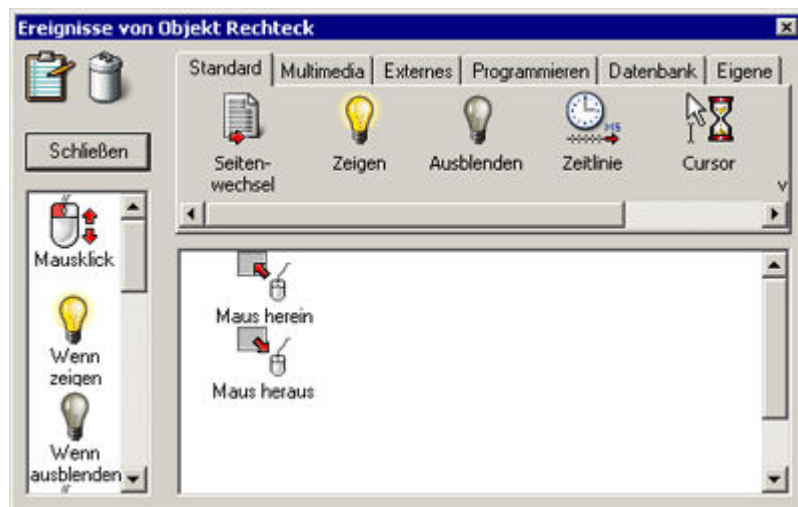 Ereignisse von Objekt Rechteck
Standard
Multimedia
Externes
Programmieren
Datenbank
Eigene
Schließen
Seiten-
wechsel
Zeigen
Ausblenden
MS
Zeitlinie
Cursor
Mausklick
Wenn
zeigen
Wenn
ausblenden
Maus herein
Maus heraus